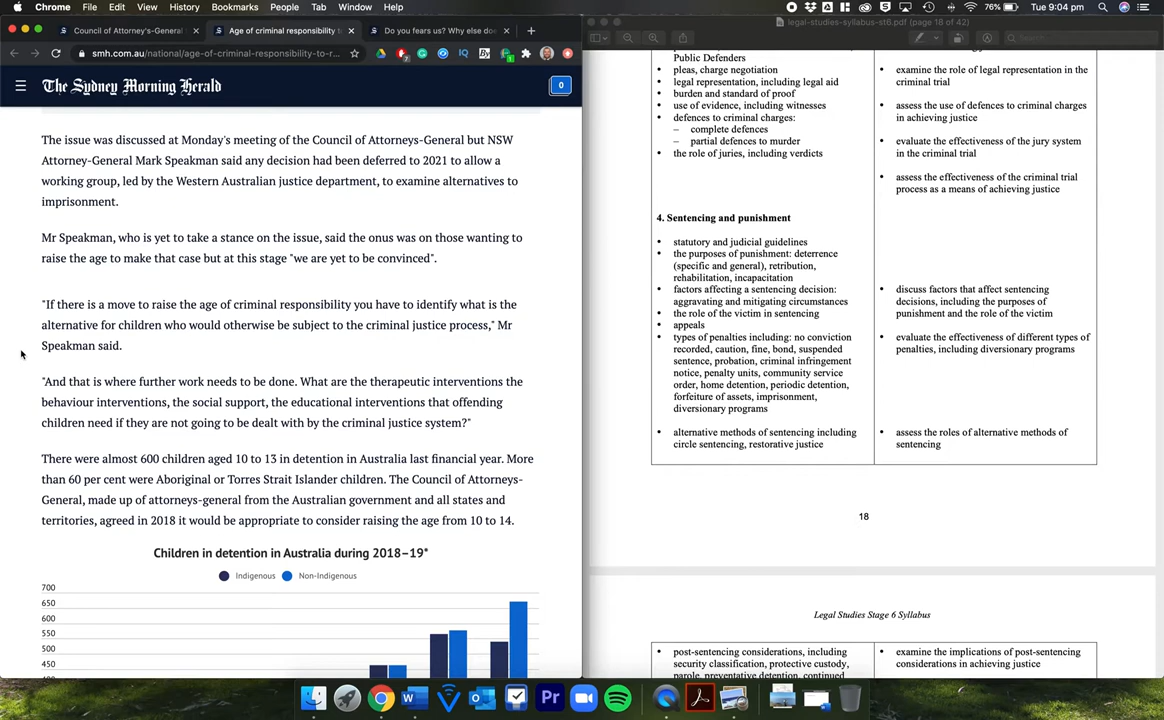 Chrome File Edit View History Bookmarks People Tab Window Help
76% Tue 9:04 pm
Council of Attorney's-General
Age of criminal responsibility to
Do you fears us? Why else does
smh.com.au/national/age-of-criminal-responsibility-to-r...
The Sydney Morning Herald
0
The issue was discussed at Monday's meeting of the Council of Attorneys-General but NSW
Attorney-General Mark Speakman said any decision had been deferred to 2021 to allow a
working group, led by the Western Australian justice department, to examine alternatives to
imprisonment.
Mr Speakman, who is yet to take a stance on the issue, said the onus was on those wanting to
raise the age to make that case but at this stage "we are yet to be convinced".
"If there is a move to raise the age of criminal responsibility you have to identify what is the
alternative for children who would otherwise be subject to the criminal justice process," Mr
Speakman said.
"And that is where further work needs to be done. What are the therapeutic interventions the
behaviour interventions, the social support, the educational interventions that offending
children need if they are not going to be dealt with by the criminal justice system?"
There were almost 600 children aged 10 to 13 in detention in Australia last financial year. More
than 60 per cent were Aboriginal or Torres Strait Islander children. The Council of Attorneys-
General, made up of attorneys-general from the Australian government and all states and
territories, agreed in 2018 it would be appropriate to consider raising the age from 10 to 14.
Children in detention in Australia during 2018–19*
Indigenous Non-Indigenous
700
650
600
550
500
450
legal-studies-syllabus-st6.pdf (page 18 of 42)
Search
Public Defenders
• pleas, charge negotiation
• legal representation, including legal aid
• burden and standard of proof
• use of evidence, including witnesses
• defences to criminal charges:
– complete defences
– partial defences to murder
• the role of juries, including verdicts
• examine the role of legal representation in the
criminal trial
• assess the use of defences to criminal charges
in achieving justice
• evaluate the effectiveness of the jury system
in the criminal trial
• assess the effectiveness of the criminal trial
process as a means of achieving justice
4. Sentencing and punishment
• statutory and judicial guidelines
• the purposes of punishment: deterrence
(specific and general), retribution,
rehabilitation, incapacitation
• factors affecting a sentencing decision:
aggravating and mitigating circumstances
• the role of the victim in sentencing
• appeals
• types of penalties including: no conviction
recorded, caution, fine, bond, suspended
sentence, probation, criminal infringement
notice, penalty units, community service
order, home detention, periodic detention,
forfeiture of assets, imprisonment,
diversionary programs
• alternative methods of sentencing including
circle sentencing, restorative justice
• discuss factors that affect sentencing
decisions, including the purposes of
punishment and the role of the victim
• evaluate the effectiveness of different types of
penalties, including diversionary programs
• assess the roles of alternative methods of
sentencing
18
Legal Studies Stage 6 Syllabus
• post-sentencing considerations, including
security classification, protective custody,
parole, preventative detention, continued
• examine the implications of post-sentencing
considerations in achieving justice
W
Pr